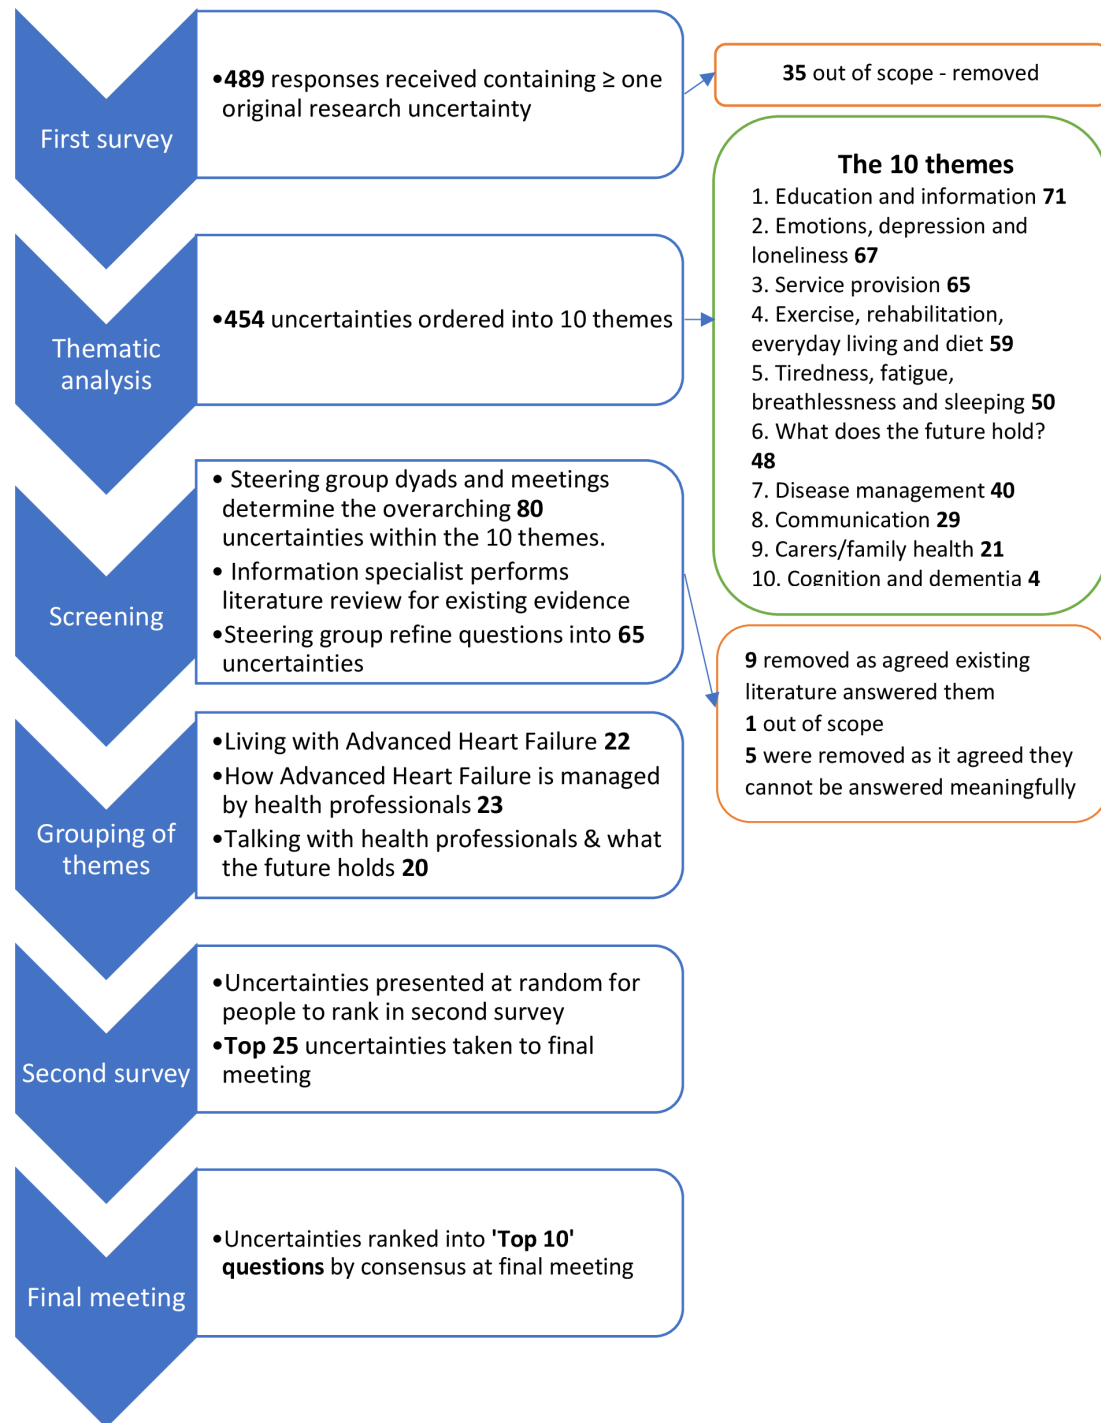 First survey
•489 responses received containing ≥ one
original research uncertainty
35 out of scope - removed
Thematic
analysis
•454 uncertainties ordered into 10 themes
The 10 themes
1. Education and information 71
2. Emotions, depression and
loneliness 67
3. Service provision 65
4. Exercise, rehabilitation,
everyday living and diet 59
5. Tiredness, fatigue,
breathlessness and sleeping 50
6. What does the future hold?
48
7. Disease management 40
8. Communication 29
9. Carers/family health 21
10. Cognition and dementia 4
Screening
• Steering group dyads and meetings
determine the overarching 80
uncertainties within the 10 themes.
• Information specialist performs
literature review for existing evidence
•Steering group refine questions into 65
uncertainties
9 removed as agreed existing
literature answered them
1 out of scope
5 were removed as it agreed they
cannot be answered meaningfully
Grouping of
themes
•Living with Advanced Heart Failure 22
•How Advanced Heart Failure is managed
by health professionals 23
•Talking with health professionals & what
the future holds 20
Second survey
•Uncertainties presented at random for
people to rank in second survey
•Top 25 uncertainties taken to final
meeting
Final meeting
•Uncertainties ranked into 'Top 10'
questions by consensus at final meeting